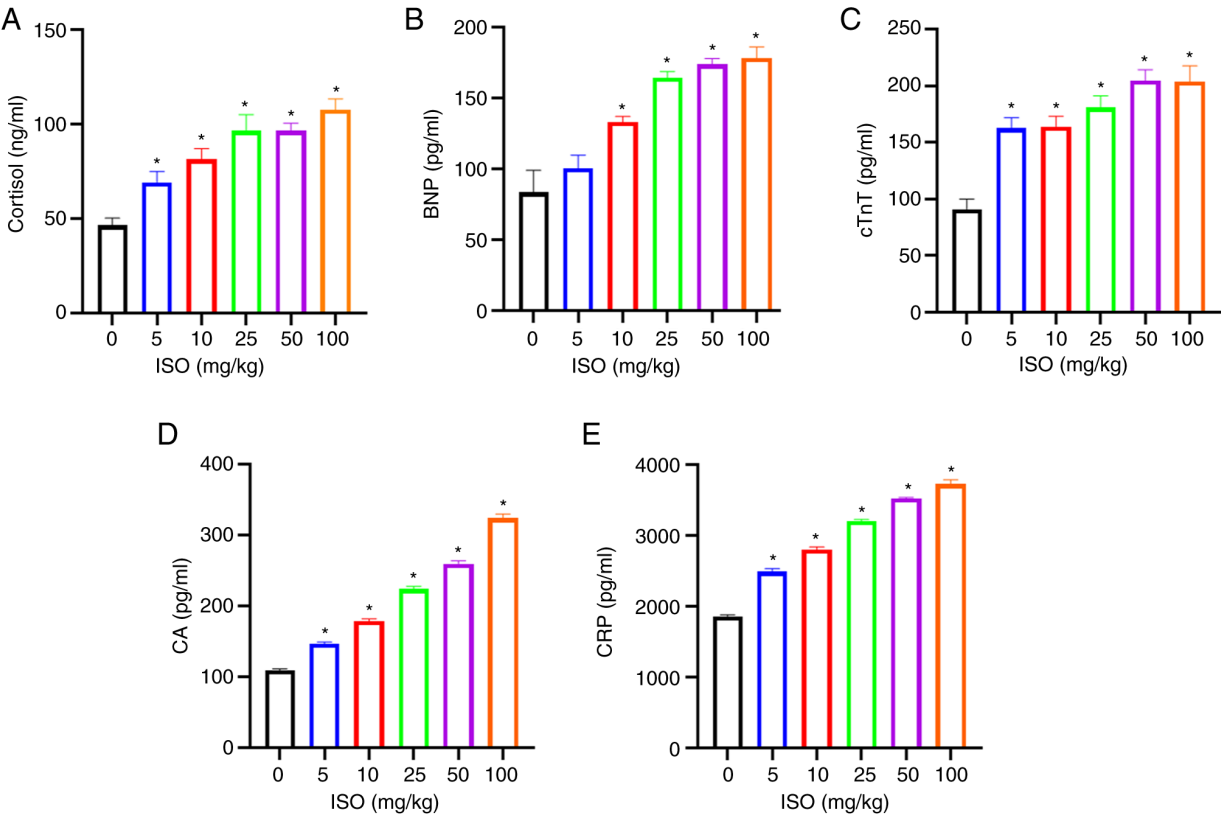 A
Cortisol (ng/ml)
150
100
50
0
* * * * *
0 5 10 25 50 100
ISO (mg/kg)
B
BNP (pg/ml)
200
150
100
50
0
* * * *
0 5 10 25 50 100
ISO (mg/kg)
C
cTnT (pg/ml)
250
200
150
100
50
0
* * * * *
0 5 10 25 50 100
ISO (mg/kg)
D
CA (pg/ml)
400
300
200
100
0
* * * * *
0 5 10 25 50 100
ISO (mg/kg)
E
CRP (pg/ml)
4000
3000
2000
1000
0
* * * * *
0 5 10 25 50 100
ISO (mg/kg)